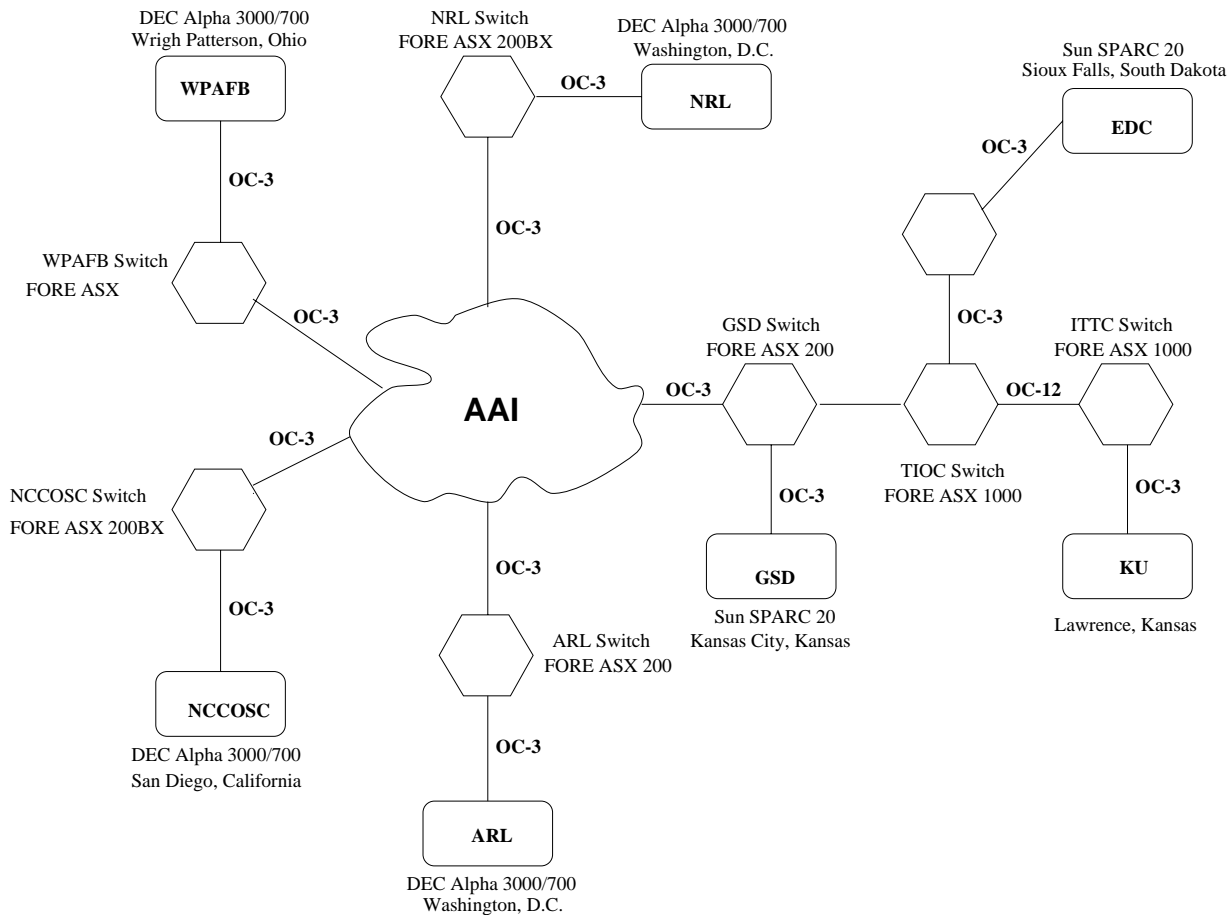 DEC Alpha 3000/700
Wrigh Patterson, Ohio
WPAFB
OC-3
WPAFB Switch
FORE ASX
OC-3
NRL Switch
FORE ASX 200BX
OC-3
DEC Alpha 3000/700
Washington, D.C.
NRL
OC-3
Sun SPARC 20
Sioux Falls, South Dakota
EDC
OC-3
OC-3
AAI
OC-3
GSD Switch
FORE ASX 200
OC-3
GSD
Sun SPARC 20
Kansas City, Kansas
TIOC Switch
FORE ASX 1000
OC-12
ITTC Switch
FORE ASX 1000
OC-3
KU
Lawrence, Kansas
OC-3
NCCOSC Switch
FORE ASX 200BX
OC-3
NCCOSC
DEC Alpha 3000/700
San Diego, California
OC-3
ARL Switch
FORE ASX 200
OC-3
ARL
DEC Alpha 3000/700
Washington, D.C.